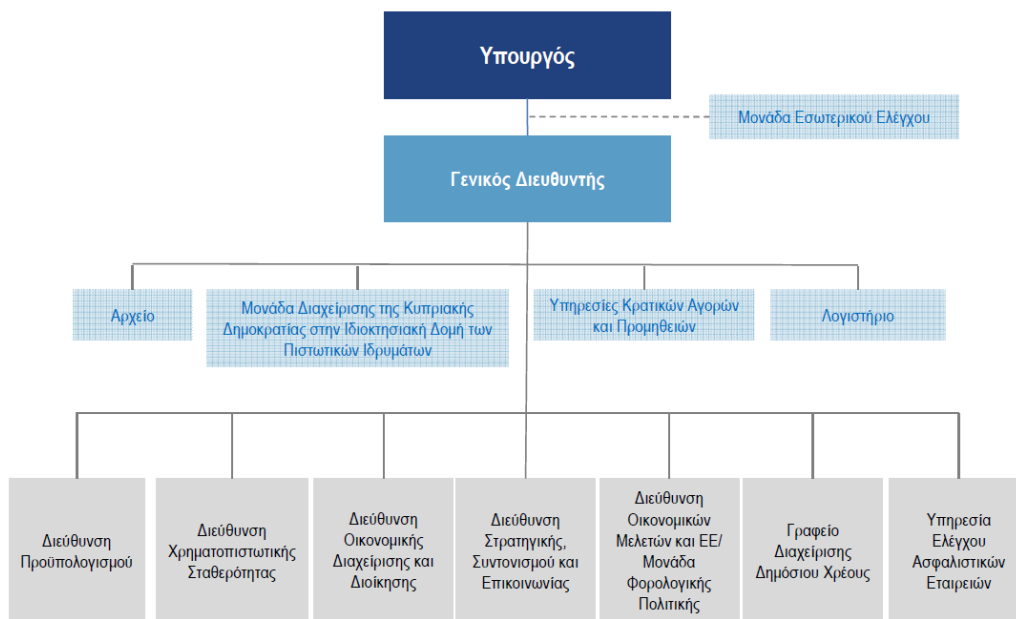 Υπουργός
Μονάδα Εσωτερικού Ελέγχου
Γενικός Διευθυντής
Αρχείο
Μονάδα Διαχείρισης της Κυπριακής
Δημοκρατίας στην Ιδιοκτησιακή Δομή των
Πιστωτικών Ιδρυμάτων
Υπηρεσίες Κρατικών Αγορών
και Προμηθειών
Λογιστήριο
Διεύθυνση
Προϋπολογισμού
Διεύθυνση
Χρηματοπιστωτικής
Σταθερότητας
Διεύθυνση
Οικονομικής
Διαχείρισης και
Διοίκησης
Διεύθυνση
Στρατηγικής,
Συντονισμού και
Επικοινωνίας
Διεύθυνση
Οικονομικών
Μελετών και ΕΕ/
Μονάδα
Φορολογικής
Πολιτικής
Γραφείο
Διαχείρισης
Δημόσιου Χρέους
Υπηρεσία
Ελέγχου
Ασφαλιστικών
Εταιρειών